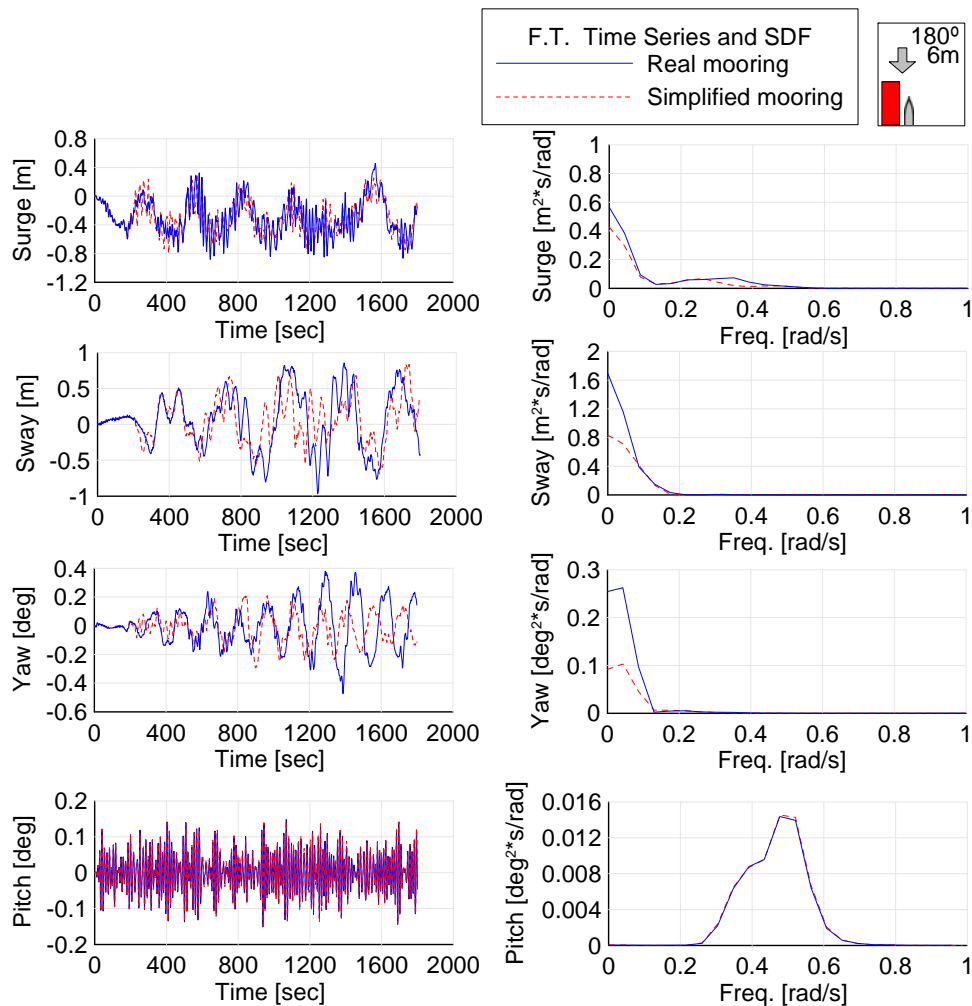 F.T. Time Series and SDF
Real mooring
Simplified mooring
180º
6m
0.8
0.4
0
-0.4
-0.8
-1.2
Surge [m]
0 400 800 1200 1600 2000
Time [sec]
1
0.8
0.6
0.4
0.2
0
Surge [m²*s/rad]
0 0.2 0.4 0.6 0.8 1
Freq. [rad/s]
1
0.5
0
-0.5
-1
Sway [m]
0 400 800 1200 1600 2000
Time [sec]
2
1.6
1.2
0.8
0.4
0
Sway [m²*s/rad]
0 0.2 0.4 0.6 0.8 1
Freq. [rad/s]
0.4
0.2
0
-0.2
-0.4
-0.6
Yaw [deg]
0 400 800 1200 1600 2000
Time [sec]
0.3
0.2
0.1
0
Yaw [deg²*s/rad]
0 0.2 0.4 0.6 0.8 1
Freq. [rad/s]
0.2
0.1
0
-0.1
-0.2
Pitch [deg]
0 400 800 1200 1600 2000
Time [sec]
0.016
0.012
0.008
0.004
0
Pitch [deg²*s/rad]
0 0.2 0.4 0.6 0.8 1
Freq. [rad/s]